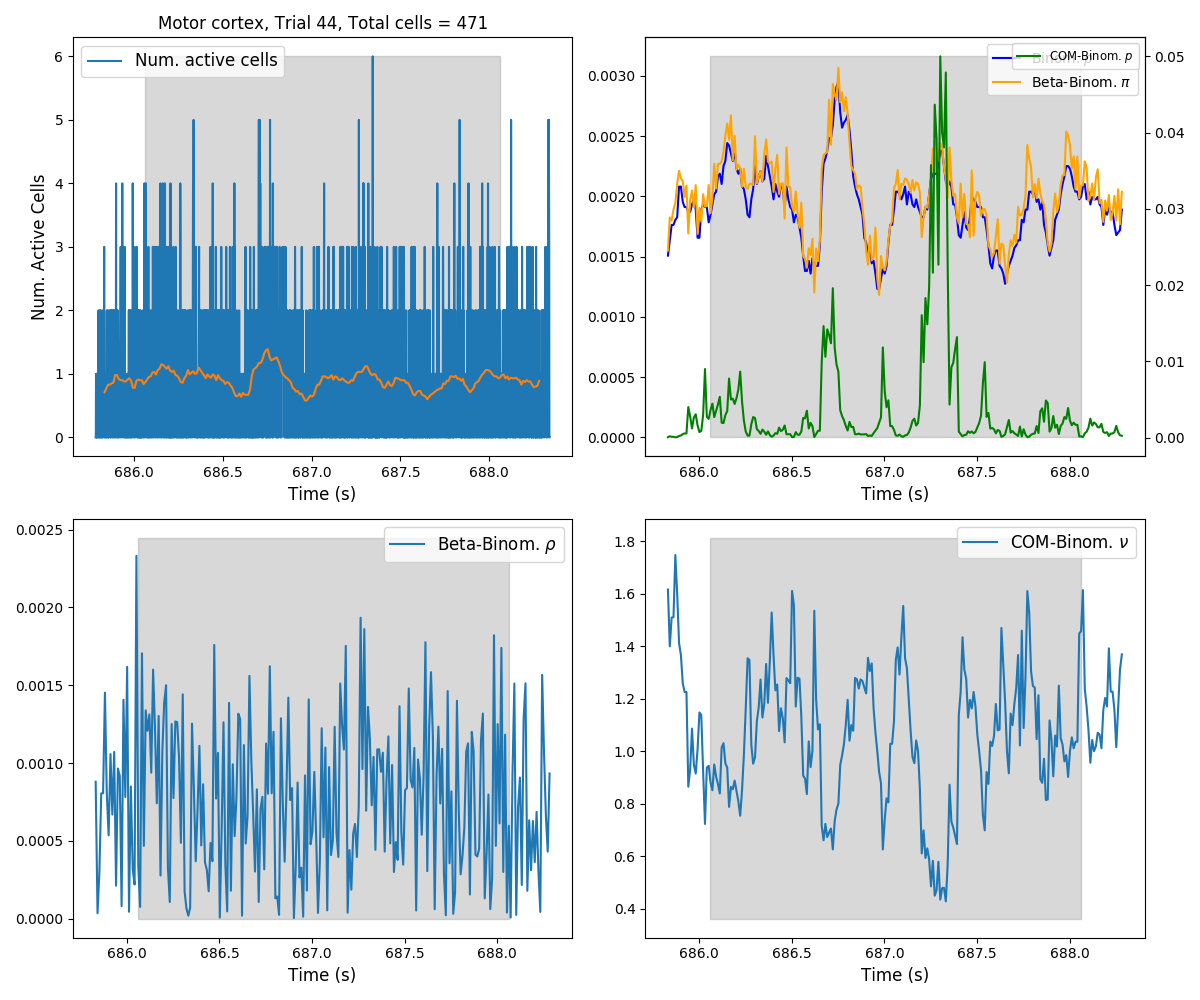 Motor cortex, Trial 44, Total cells = 471
Num. active cells
6
5
4
3
2
1
0
Num. Active Cells
686.0 686.5 687.0 687.5 688.0
Time (s)
COM-Binom. p
Beta-Binom. π
0.0030
0.0025
0.0020
0.0015
0.0010
0.0005
0.0000
0.05
0.04
0.03
0.02
0.01
0.00
686.0 686.5 687.0 687.5 688.0
Time (s)
Beta-Binom. ρ
0.0025
0.0020
0.0015
0.0010
0.0005
0.0000
686.0 686.5 687.0 687.5 688.0
Time (s)
COM-Binom. ν
1.8
1.6
1.4
1.2
1.0
0.8
0.6
0.4
686.0 686.5 687.0 687.5 688.0
Time (s)